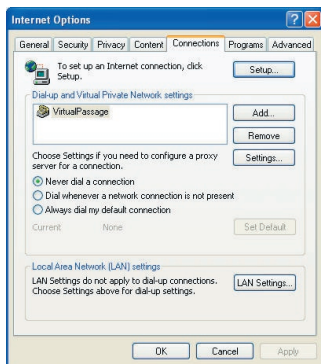 Internet Options
General Security Privacy Content Connections Programs Advanced
To set up an Internet connection, click
Setup.
Setup...
Dial-up and Virtual Private Network settings
VirtualPassage
Add...
Remove
Choose Settings if you need to configure a proxy
server for a connection.
Settings...
Never dial a connection
Dial whenever a network connection is not present
Always dial my default connection
Current None
Set Default
Local Area Network (LAN) settings
LAN Settings do not apply to dial-up connections.
Choose Settings above for dial-up settings.
LAN Settings...
OK Cancel Apply